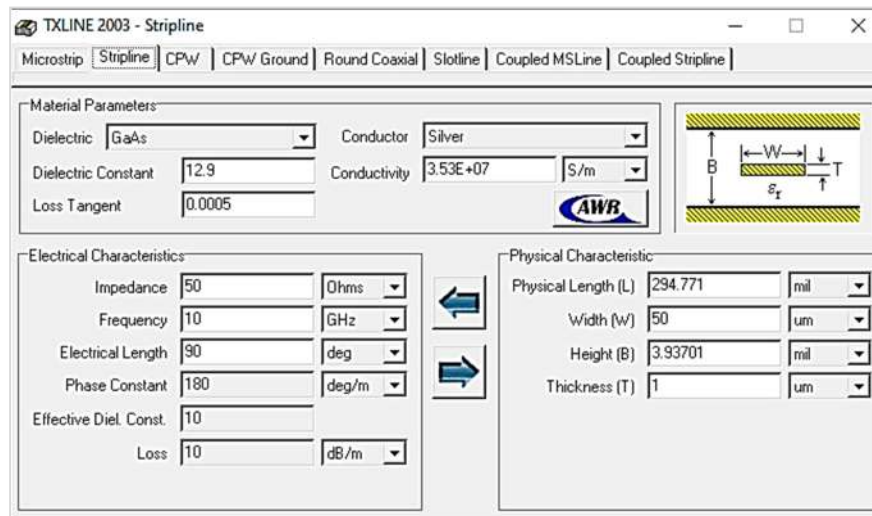 TXLINE 2003 - Stripline
Microstrip Stripline CPW CPW Ground Round Coaxial Slotline Coupled MSLine Coupled Stripline
Material Parameters
Dielectric GaAs Conductor Silver
Dielectric Constant 12.9 Conductivity 3.53E+07 S/m
Loss Tangent 0.0005 AWR
B W T
εr
Electrical Characteristics
Impedance 50 Ohms
Frequency 10 GHz
Electrical Length 90 deg
Phase Constant 180 deg/m
Effective Diel. Const. 10
Loss 10 dB/m
Physical Characteristic
Physical Length (L) 294.771 mil
Width (W) 50 um
Height (B) 3.93701 mil
Thickness (T) 1 um